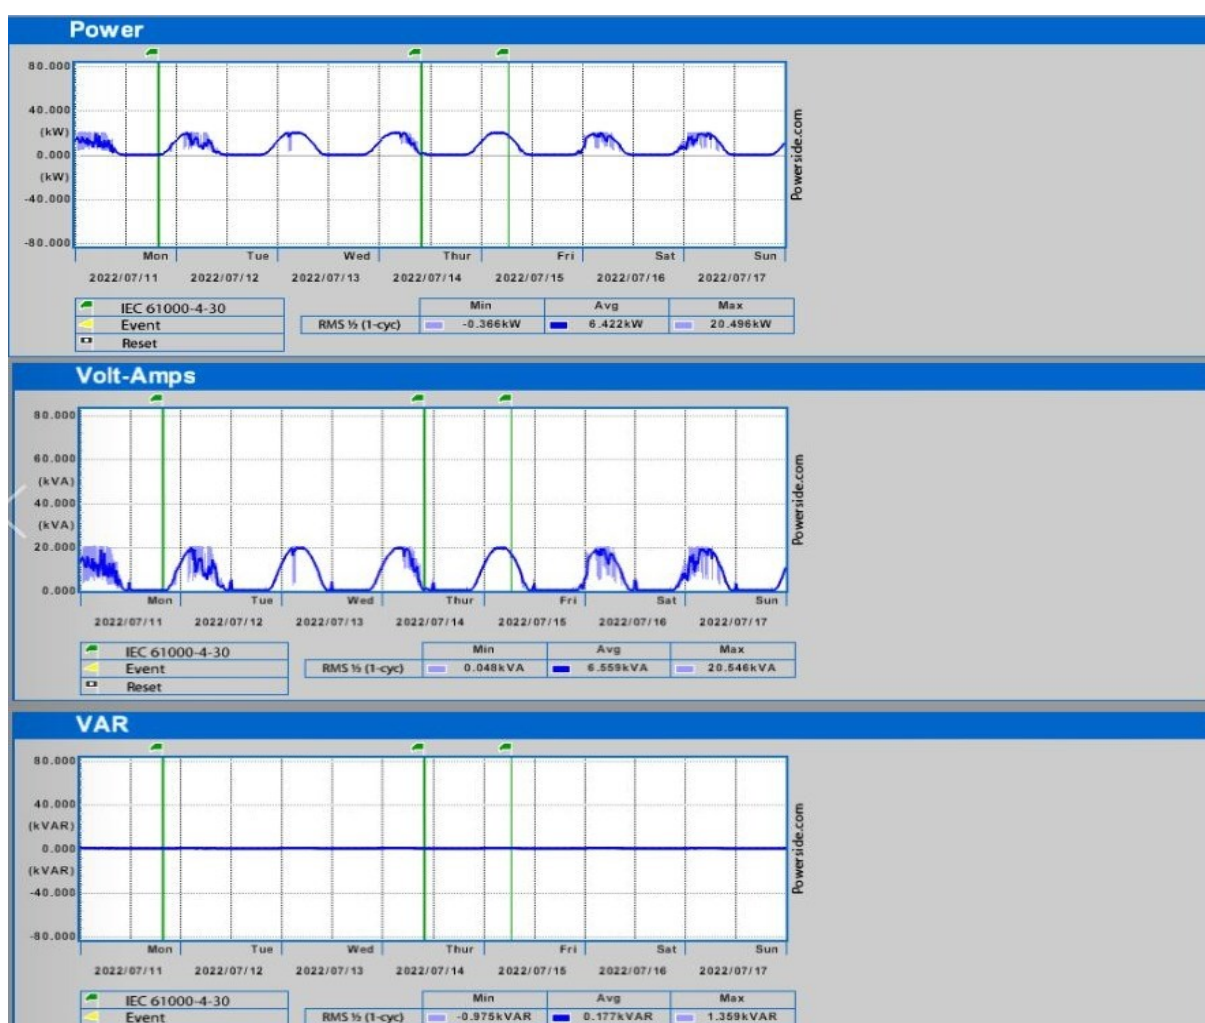 Power
80.000
40.000
(kW)
0.000
(kW)
-40.000
-80.000
Powerside.com
Mon Tue Wed Thur Fri Sat Sun
2022/07/11 2022/07/12 2022/07/13 2022/07/14 2022/07/15 2022/07/16 2022/07/17
IEC 61000-4-30
Event
Reset
Min Avg Max
RMS ½ (1-cyc) -0.366kW 6.422kW 20.496kW
Volt-Amps
80.000
60.000
(kVA)
40.000
(kVA)
20.000
0.000
Powerside.com
Mon Tue Wed Thur Fri Sat Sun
2022/07/11 2022/07/12 2022/07/13 2022/07/14 2022/07/15 2022/07/16 2022/07/17
IEC 61000-4-30
Event
Reset
Min Avg Max
RMS ½ (1-cyc) 0.048kVA 6.559kVA 20.546kVA
VAR
80.000
40.000
(kVAR)
0.000
(kVAR)
-40.000
-80.000
Powerside.com
Mon Tue Wed Thur Fri Sat Sun
2022/07/11 2022/07/12 2022/07/13 2022/07/14 2022/07/15 2022/07/16 2022/07/17
IEC 61000-4-30
Event
Min Avg Max
RMS ½ (1-cyc) -0.975kVAR 0.177kVAR 1.359kVAR